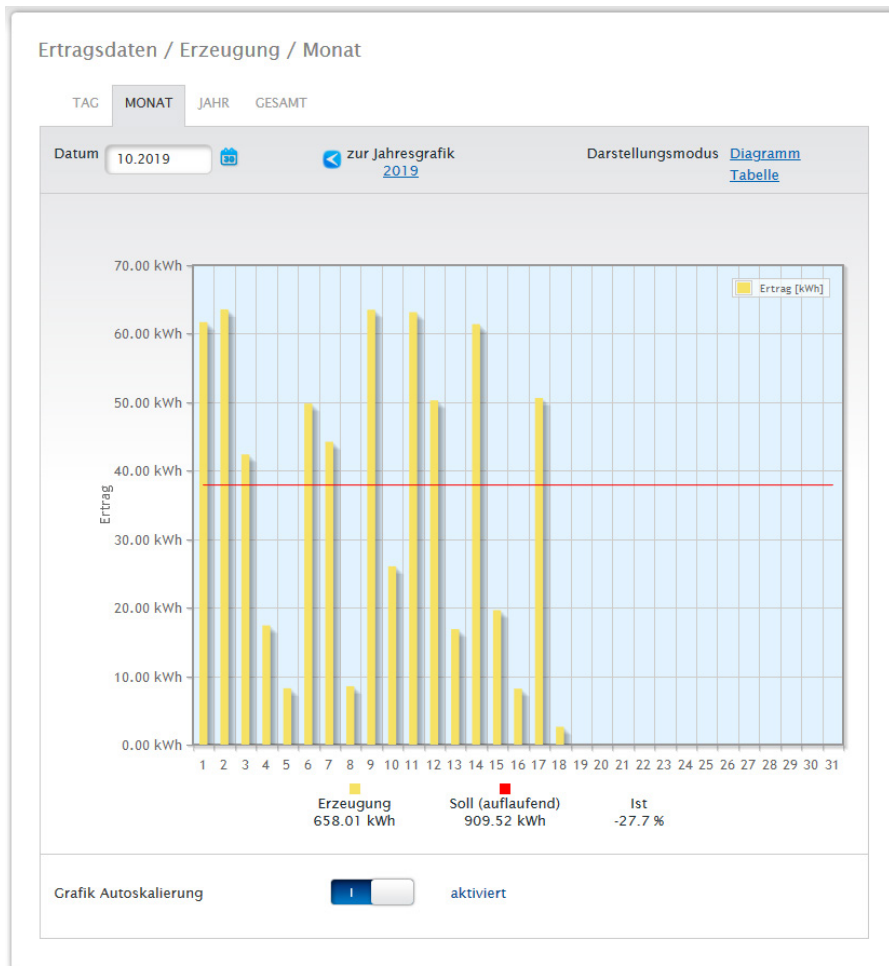 Ertragsdaten / Erzeugung / Monat
TAG MONAT JAHR GESAMT
Datum 10.2019 30 zur Jahresgrafik Darstellungsmodus Diagramm
2019 Tabelle
70.00 kWh
Ertrag [kWh]
60.00 kWh
50.00 kWh
40.00 kWh
Ertrag
30.00 kWh
20.00 kWh
10.00 kWh
0.00 kWh
1 2 3 4 5 6 7 8 9 10 11 12 13 14 15 16 17 18 19 20 21 22 23 24 25 26 27 28 29 30 31
Erzeugung Soll (auflaufend) Ist
658.01 kWh 909.52 kWh -27.7 %
Grafik Autoskalierung I aktiviert